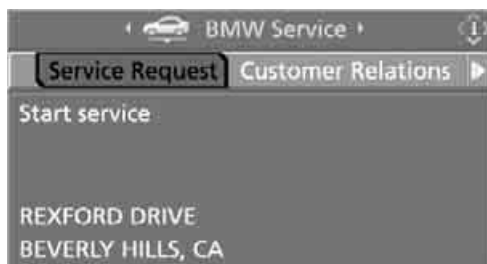 BMW Service
Service Request Customer Relations
Start service
REXFORD DRIVE
BEVERLY HILLS, CA